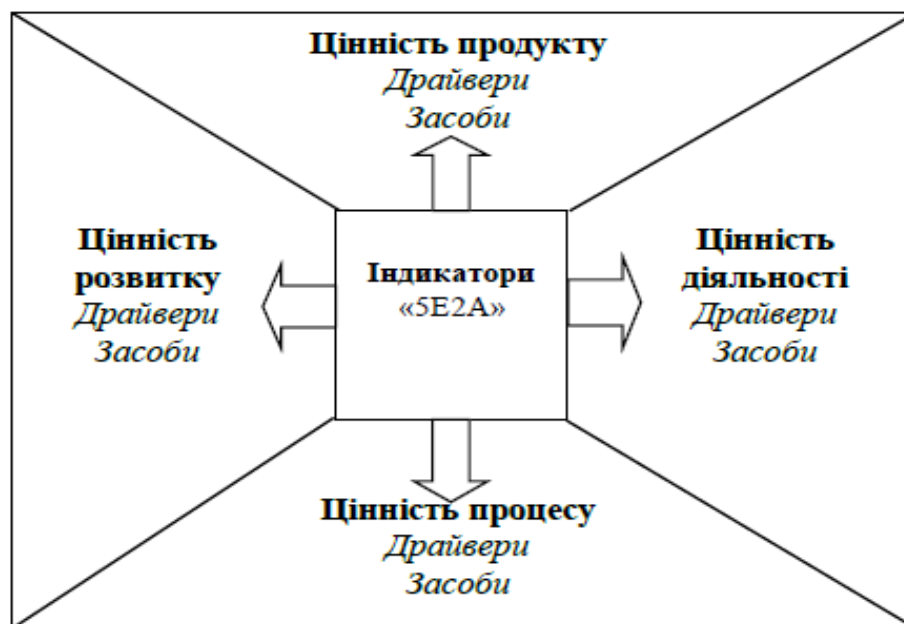 Цінність продукту
Драйвери
Засоби
Цінність
розвитку
Драйвери
Засоби
Індикатори
«5Е2А»
Цінність
діяльності
Драйвери
Засоби
Цінність процесу
Драйвери
Засоби